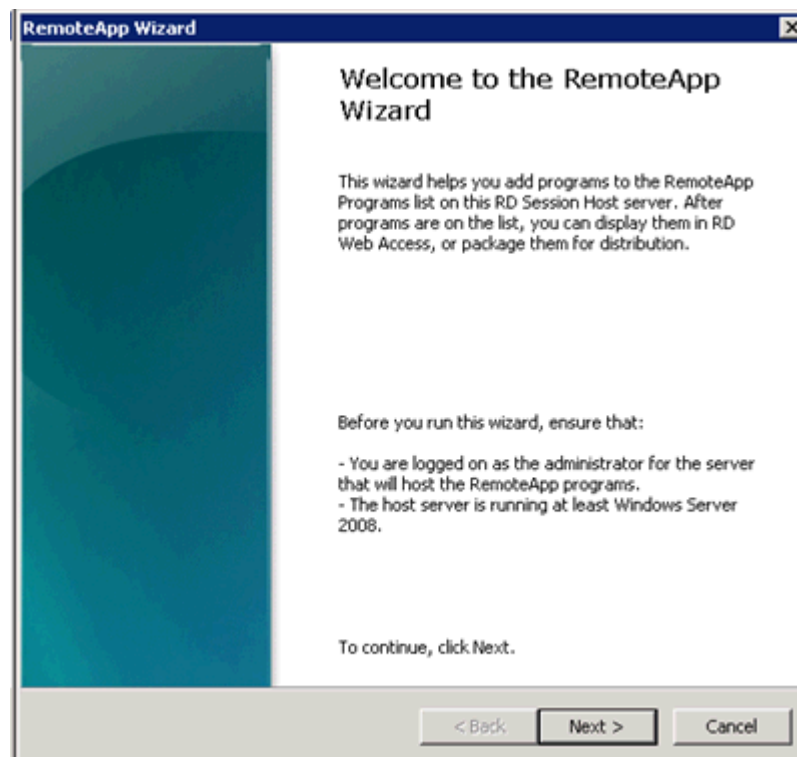 RemoteApp Wizard
Welcome to the RemoteApp
Wizard
This wizard helps you add programs to the RemoteApp
Programs list on this RD Session Host server. After
programs are on the list, you can display them in RD
Web Access, or package them for distribution.
Before you run this wizard, ensure that:
- You are logged on as the administrator for the server
that will host the RemoteApp programs.
- The host server is running at least Windows Server
2008.
To continue, click Next.
< Back
Next >
Cancel